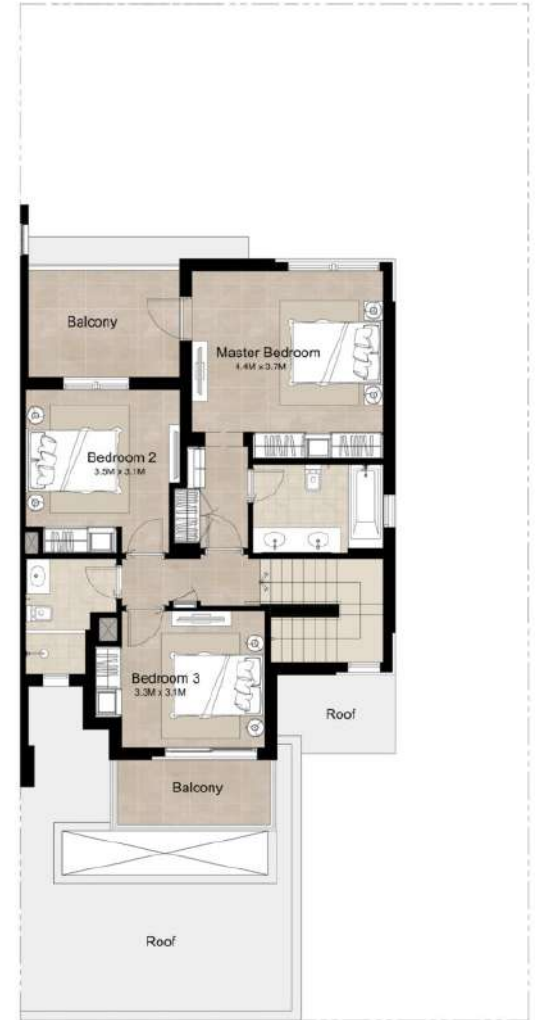 Balcony
Master Bedroom
4.4M x 3.7M
Bedroom 2
3.5M x 3.1M
Bedroom 3
3.3M x 3.1M
Roof
Balcony
Roof